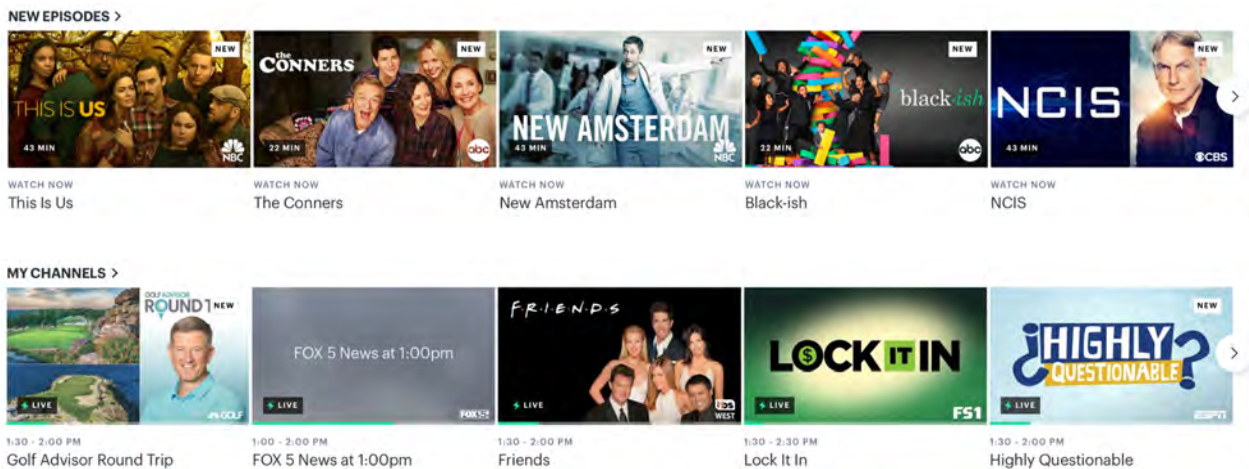 NEW EPISODES >
NEW
THIS IS US
43 MIN
NBC
the
CONNERS
NEW
22 MIN
abc
NEW
NEW AMSTERDAM
43 MIN
NBC
NEW
black-ish
22 MIN
abc
NEW
NCIS
43 MIN
CBS
>
WATCH NOW
This Is Us
WATCH NOW
The Conners
WATCH NOW
New Amsterdam
WATCH NOW
Black-ish
WATCH NOW
NCIS
MY CHANNELS >
GOLF ADVISOR
ROUND T
NEW
LIVE
GOLF
FOX 5 News at 1:00pm
LIVE
FOX 5
F·R·I·E·N·D·S
LIVE
tbs
WEST
LOCK IT IN
$
LIVE
FS1
NEW
¿HIGHLY
QUESTIONABLE?
LIVE
ESPN
>
1:30 - 2:00 PM
Golf Advisor Round Trip
1:00 - 2:00 PM
FOX 5 News at 1:00pm
1:30 - 2:00 PM
Friends
1:30 - 2:30 PM
Lock It In
1:30 - 2:00 PM
Highly Questionable